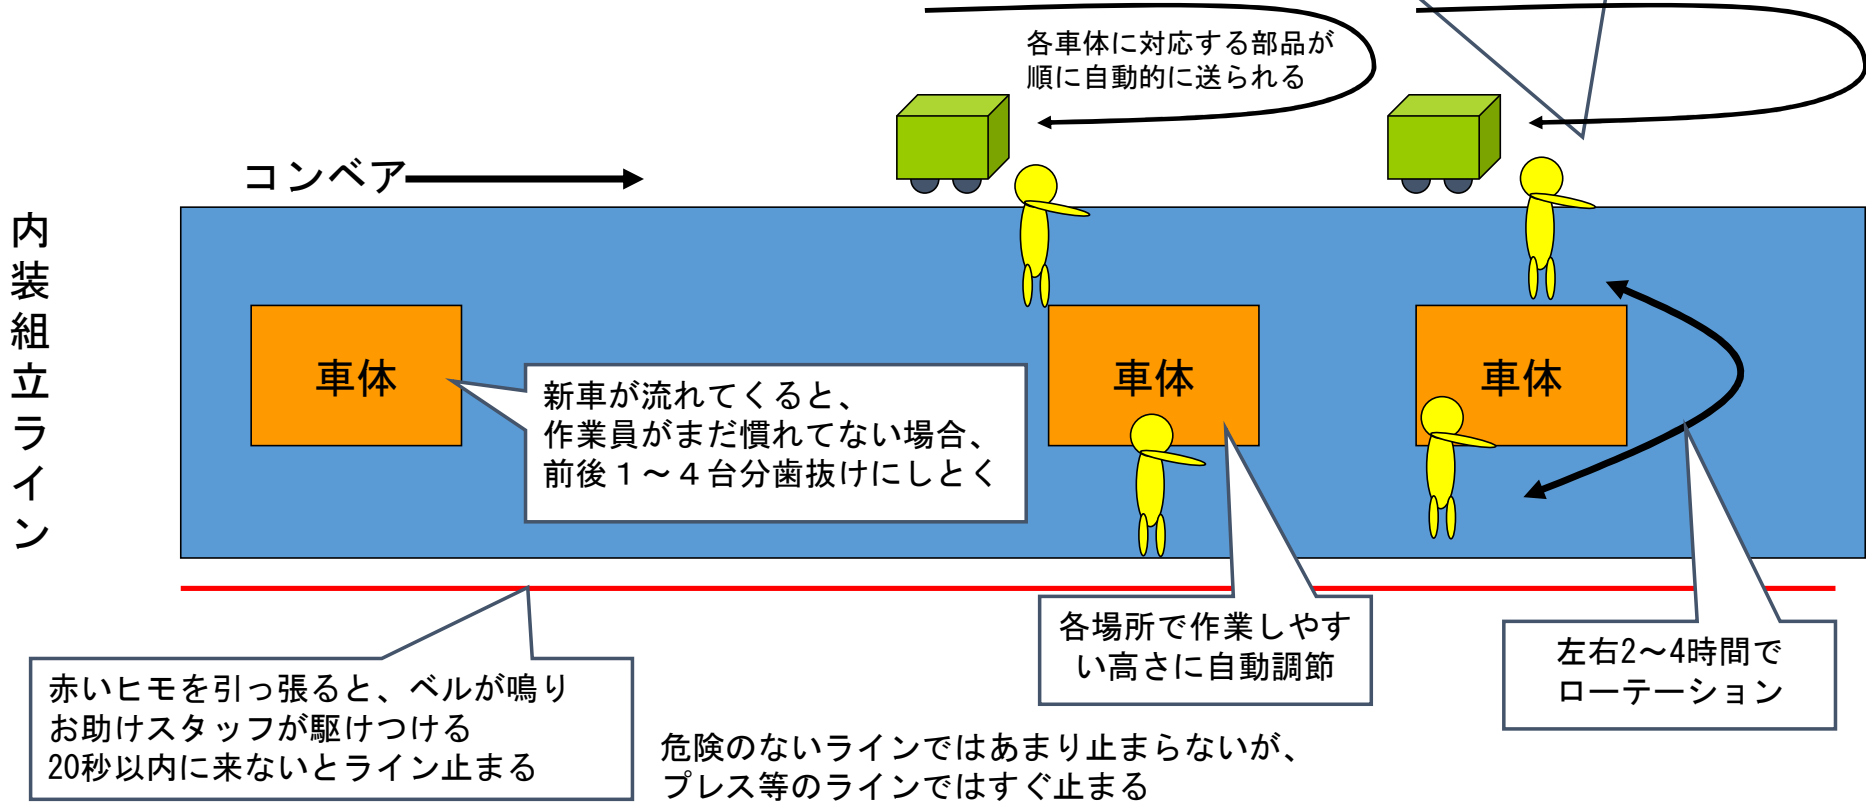 各車体に対応する部品が
順に自動的に送られる
コンベア
内装組立ライン
車体
車体
車体
新車が流れてくると、
作業員がまだ慣れてない場合、
前後１～４台分歯抜けにしとく
各場所で作業しやす
い高さに自動調節
左右2～4時間で
ローテーション
赤いヒモを引っ張ると、ベルが鳴り
お助けスタッフが駆けつける
20秒以内に来ないとライン止まる
危険のないラインではあまり止まらないが、
プレス等のラインではすぐ止まる